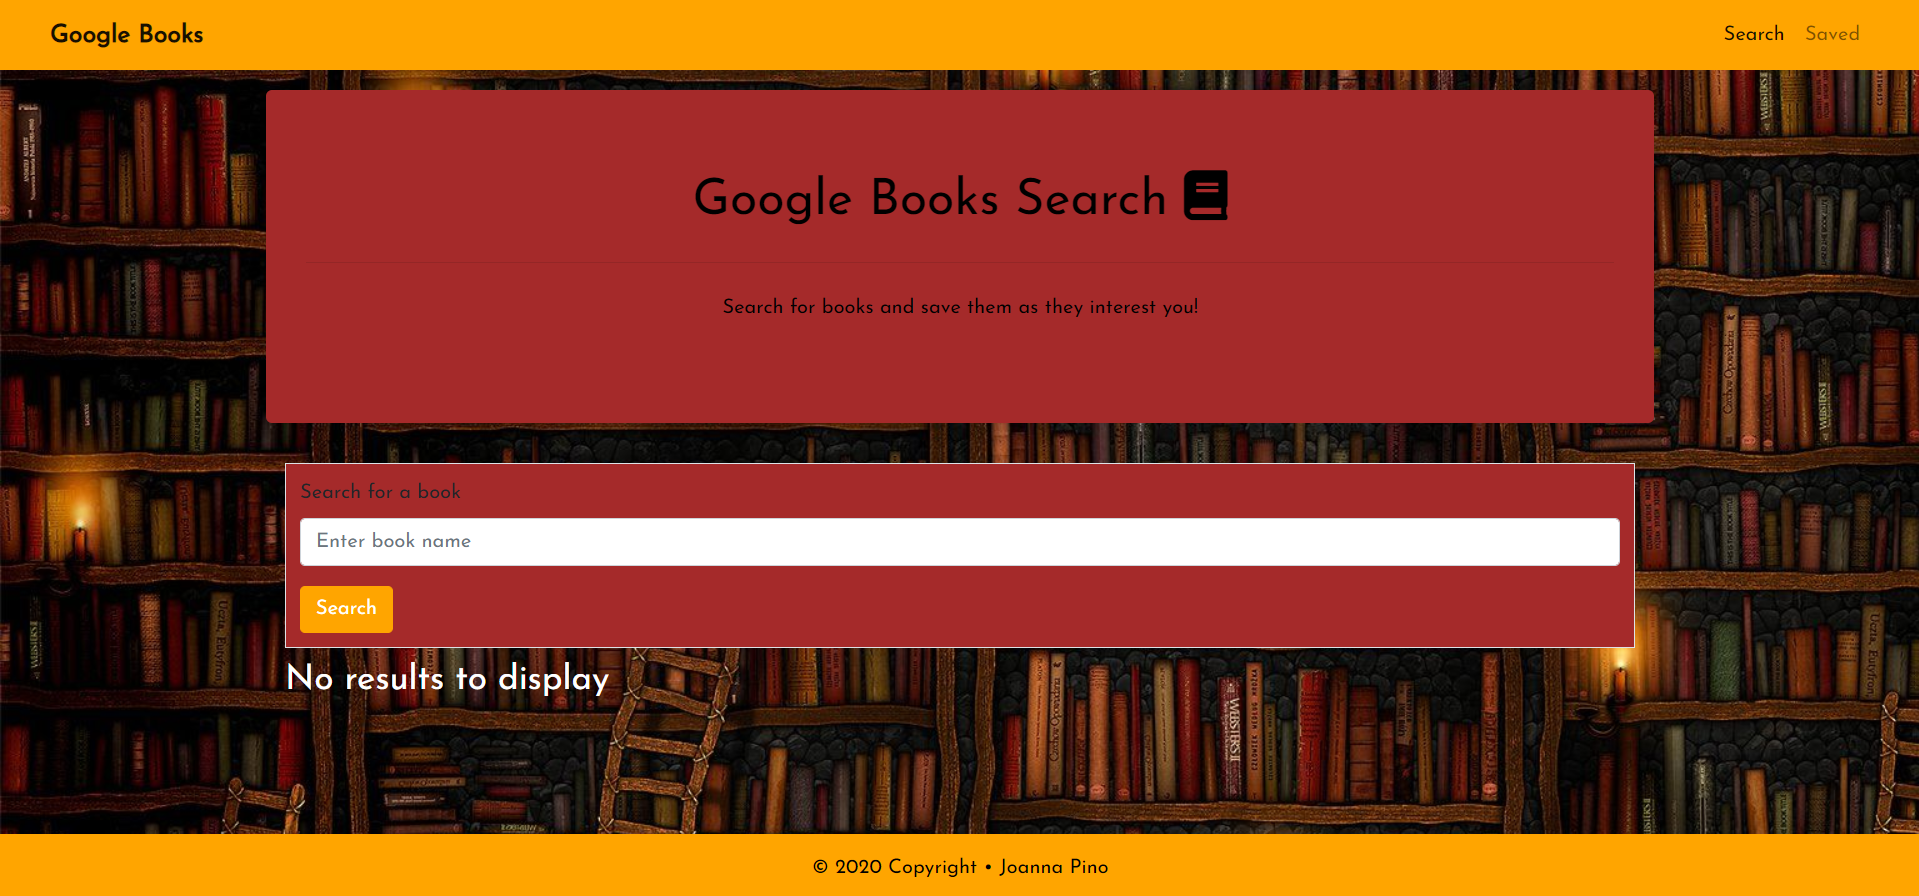 Google Books
Search Saved
Google Books Search
Search for books and save them as they interest you!
Search for a book
Enter book name
Search
No results to display
© 2020 Copyright • Joanna Pino